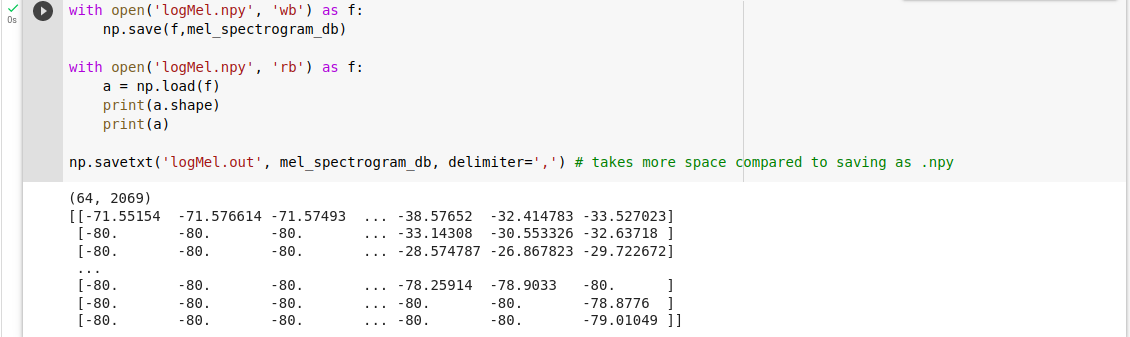 with open('logMel.npy', 'wb') as f:
    np.save(f,mel_spectrogram_db)
0s
with open('logMel.npy', 'rb') as f:
    a = np.load(f)
    print(a.shape)
    print(a)
np.savetxt('logMel.out', mel_spectrogram_db, delimiter=',') # takes more space compared to saving as .npy
(64, 2069)
[[-71.55154  -71.576614 -71.57493  ... -38.57652  -32.414783 -33.527023]
 [-80.       -80.       -80.       ... -33.14308  -30.553326 -32.63718 ]
 [-80.       -80.       -80.       ... -28.574787 -26.867823 -29.722672]
 ...
 [-80.       -80.       -80.       ... -78.25914  -78.9033   -80.      ]
 [-80.       -80.       -80.       ... -80.       -80.       -78.8776  ]
 [-80.       -80.       -80.       ... -80.       -80.       -79.01049 ]]